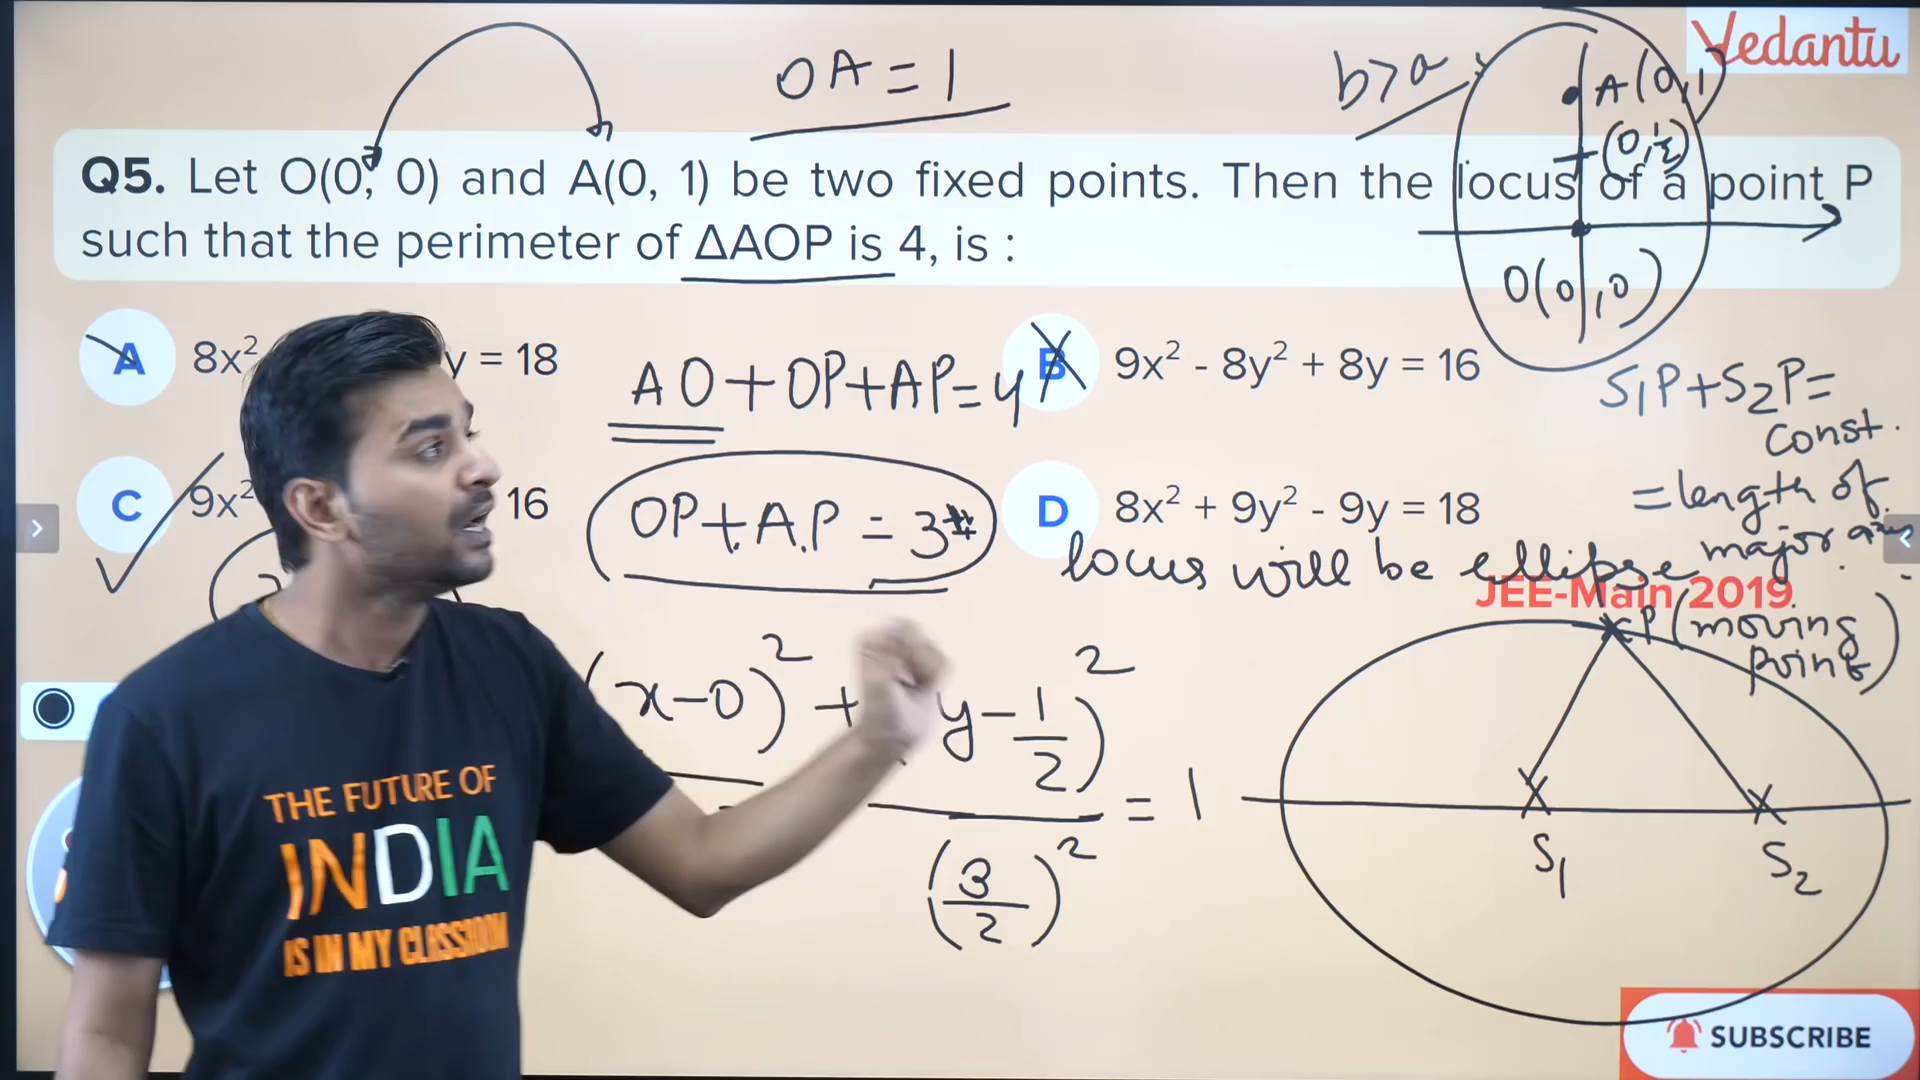 OA = 1
b>a
Vedantu
A(0,1)
(0,½)
Q5. Let O(0, 0) and A(0, 1) be two fixed points. Then the locus of a point P
such that the perimeter of ΔAOP is 4, is :
O(0,0)
A 8x² y = 18
AO+OP+AP=4
B 9x² - 8y² + 8y = 16
S₁P+S₂P=
const.
C 9x² 16
OP+AP = 3
D 8x² + 9y² - 9y = 18
=length of
major axis
locus will be ellipse
JEE-Main 2019
P (moving
point)
(x-0)² + y-1/2)² = 1
(3/2)²
S₁
S₂
THE FUTURE OF
INDIA
IS IN MY CLASSROOM
SUBSCRIBE